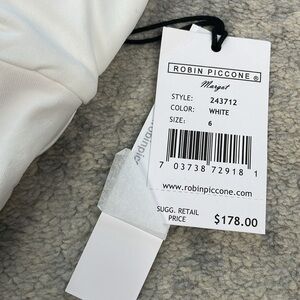 ROBIN PICCONE ®
Margot
STYLE: 243712
COLOR: WHITE
SIZE: 6
7 03738 72918 1
www.robinpiccone.com
SUGG. RETAIL
PRICE $178.00